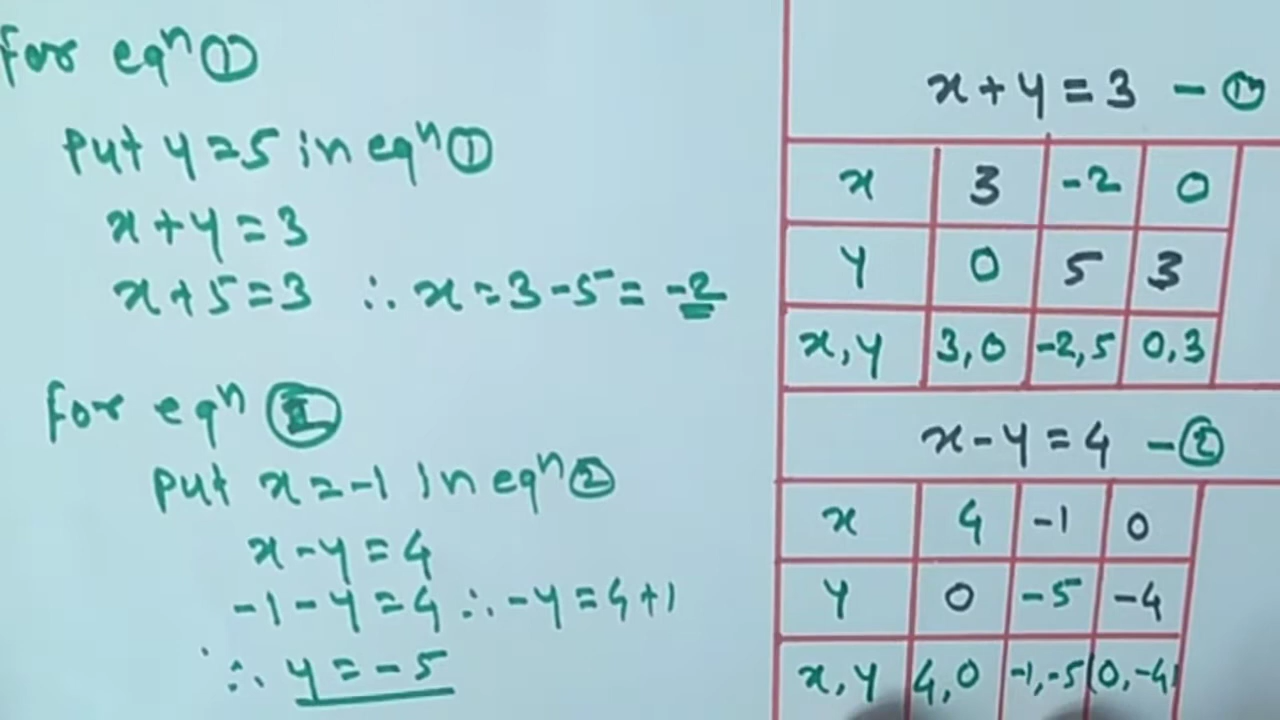 For eqⁿ ①
Put y=5 in eqⁿ ①
x+y=3
x+5=3 ∴ x=3-5=-2
For eqⁿ
Put x=-1 in eqⁿ ②
x-y=4
-1-y=4 ∴ -y=4+1
∴ y=-5
x+y=3 -①
x 3 -2 0
y 0 5 3
x,y 3,0 -2,5 0,3
x-y=4 -②
x 4 -1 0
y 0 -5 -4
x,y 4,0 -1,-5 (0,-4)